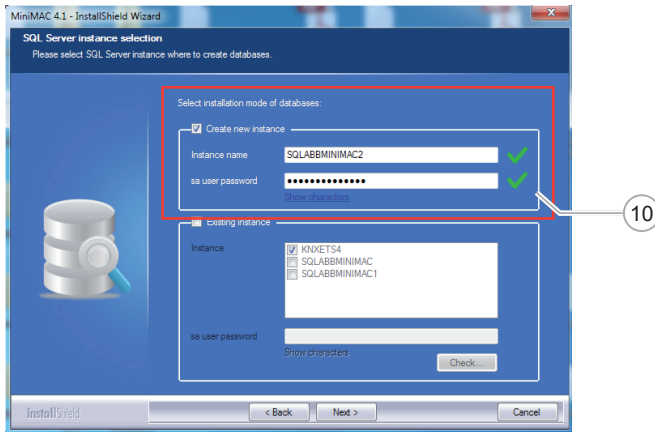 MiniMAC 4.1 - InstallShield Wizard
SQL Server instance selection
Please select SQL Server instance where to create databases.
Select installation mode of databases:
Create new instance
Instance name SQLABBMINIMAC2
sa user password ••••••••••••••
Show characters
10
Existing instance
Instance KNXETS4
SQLABBMINIMAC
SQLABBMINIMAC1
sa user password
Show characters
Check...
InstallShield
< Back Next > Cancel